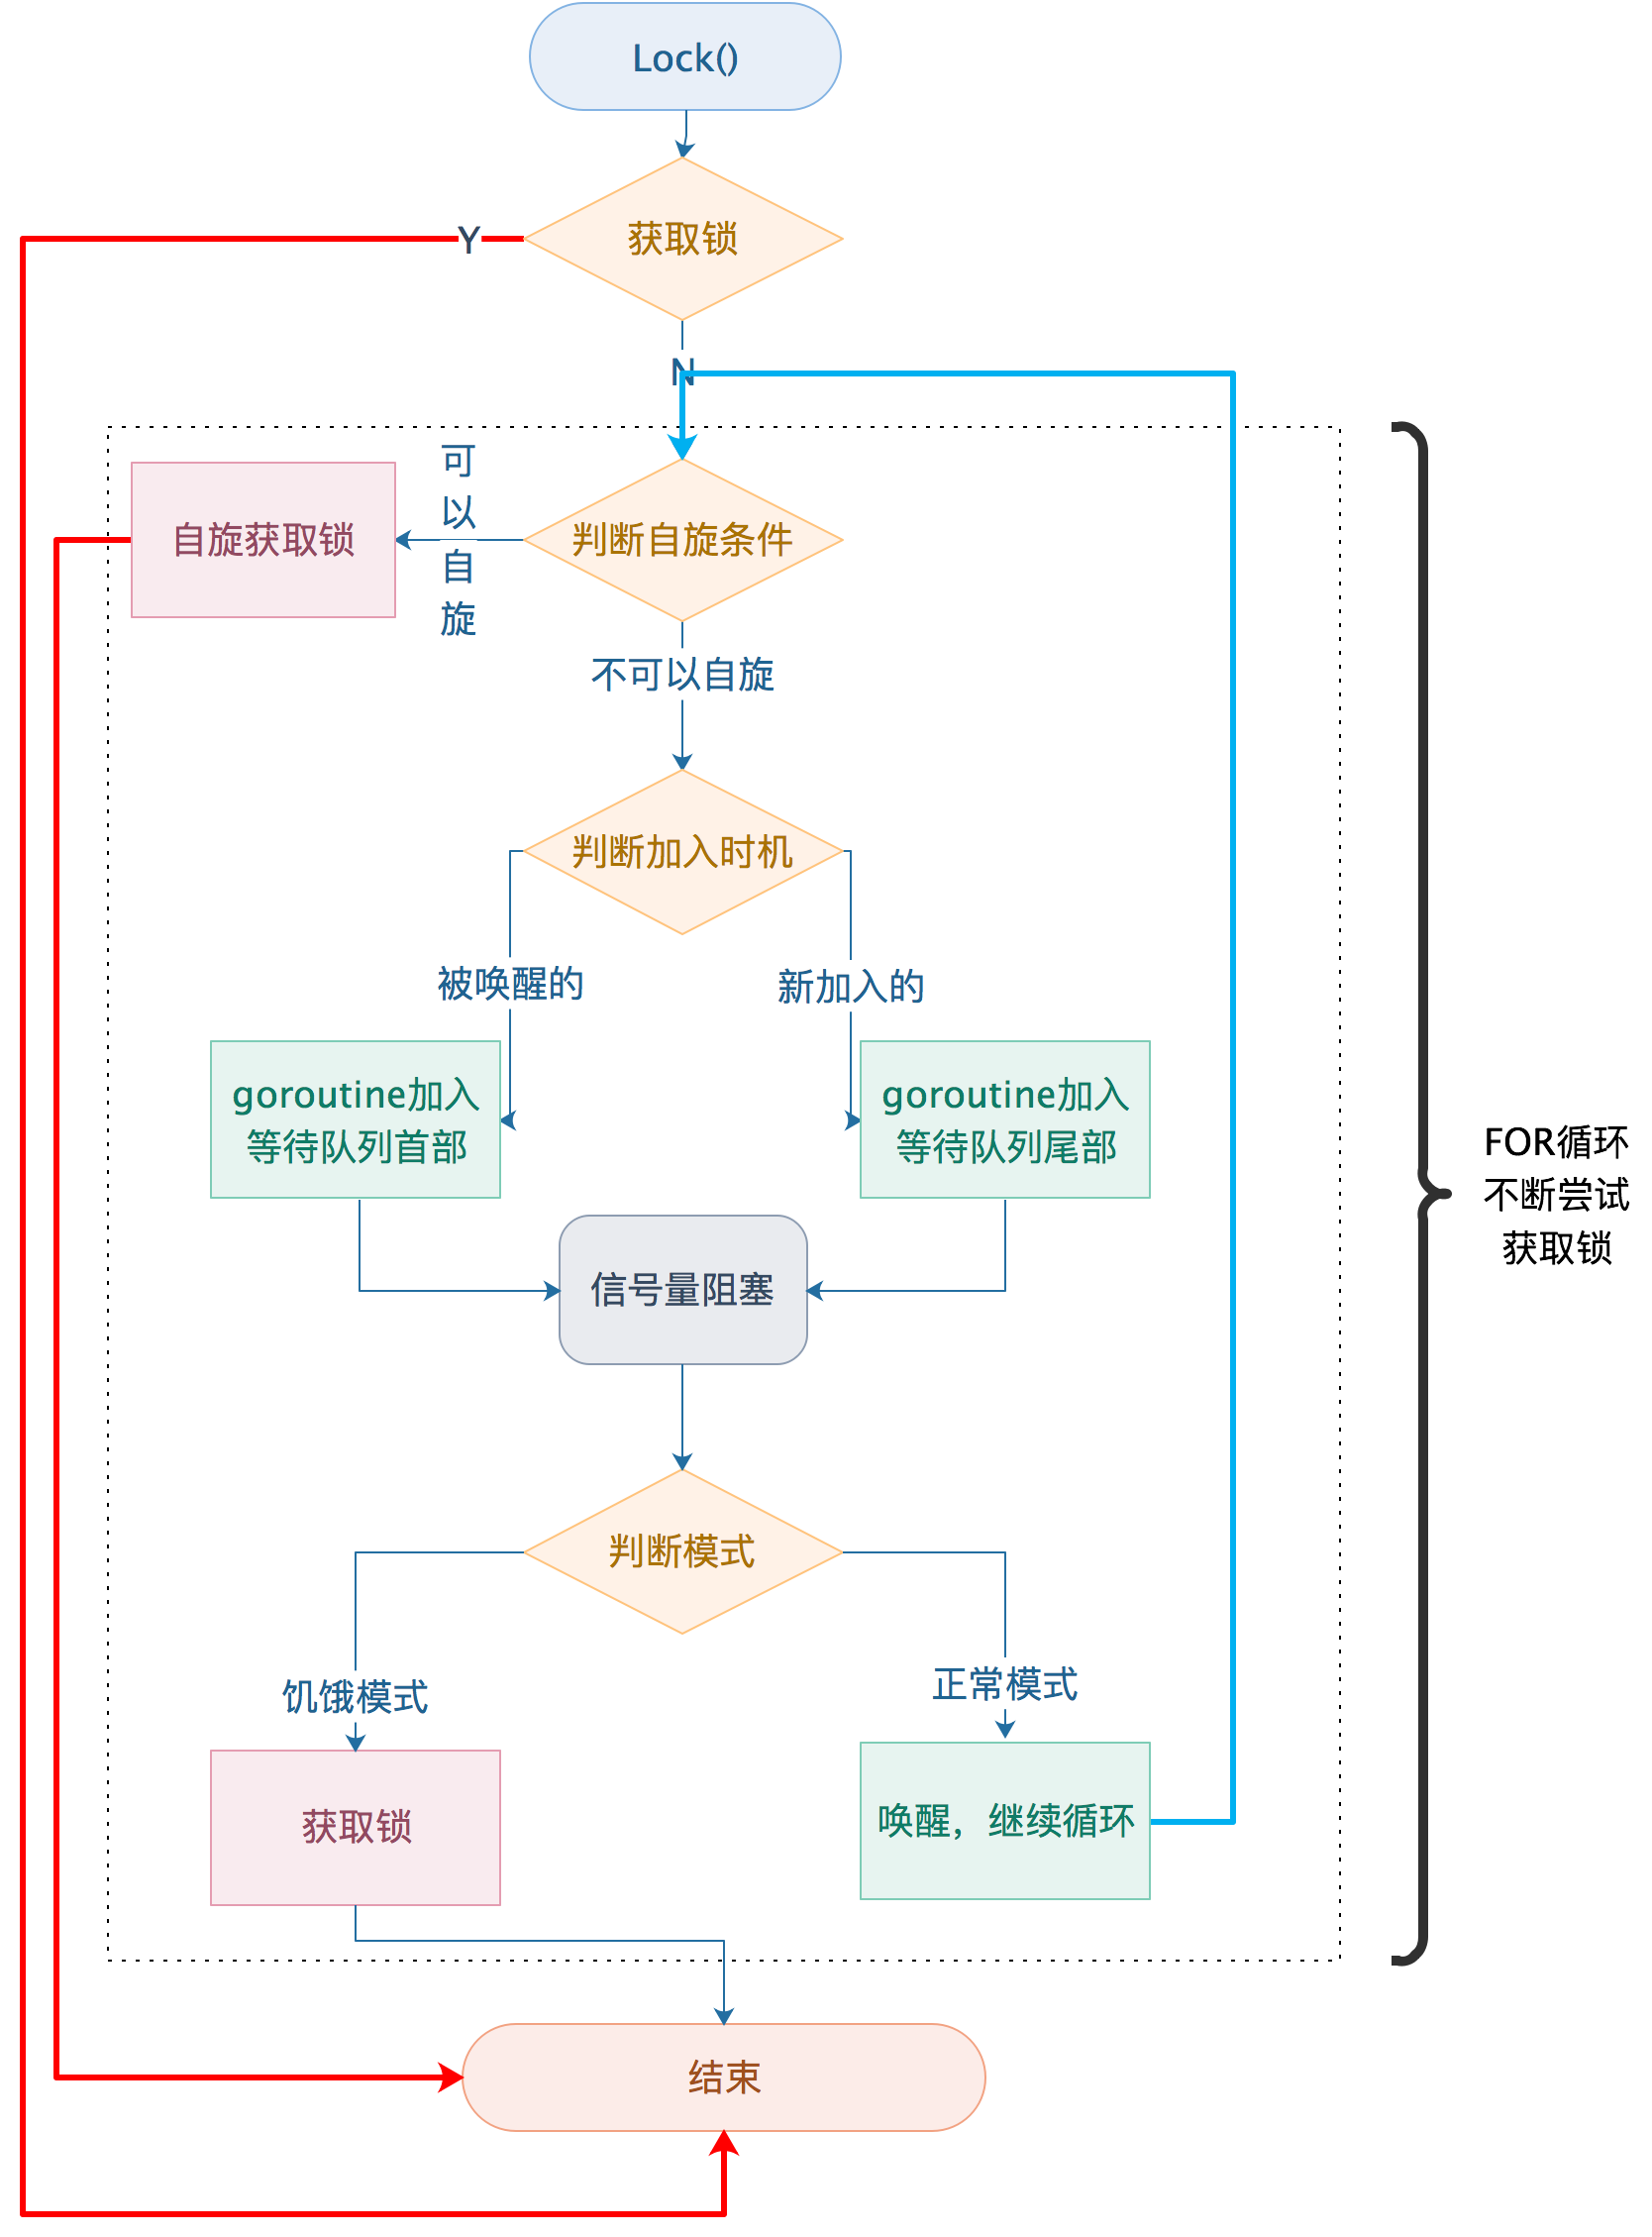 Lock()
获取锁
Y
N
判断自旋条件
可
以
自
旋
自旋获取锁
不可以自旋
判断加入时机
被唤醒的
新加入的
goroutine加入
等待队列首部
goroutine加入
等待队列尾部
FOR循环
不断尝试
获取锁
信号量阻塞
判断模式
饥饿模式
正常模式
获取锁
唤醒，继续循环
结束